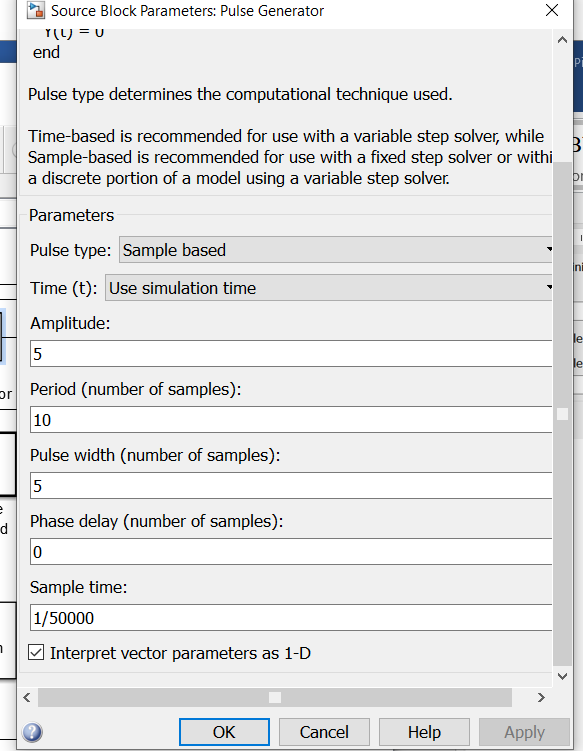 Source Block Parameters: Pulse Generator
Y(t) = 0
end
Pulse type determines the computational technique used.
Time-based is recommended for use with a variable step solver, while
Sample-based is recommended for use with a fixed step solver or withi
a discrete portion of a model using a variable step solver.
Parameters
Pulse type: Sample based
Time (t): Use simulation time
Amplitude:
5
Period (number of samples):
10
Pulse width (number of samples):
5
Phase delay (number of samples):
0
Sample time:
1/50000
Interpret vector parameters as 1-D
OK Cancel Help Apply